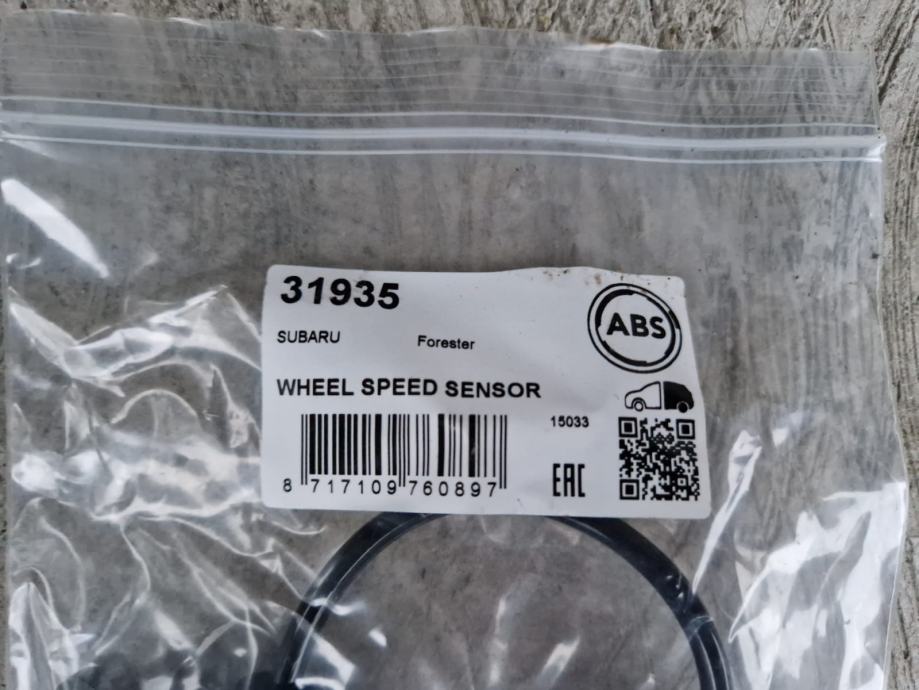 31935
ABS
SUBARU Forester
WHEEL SPEED SENSOR
15033
8 717109 760897
EAC